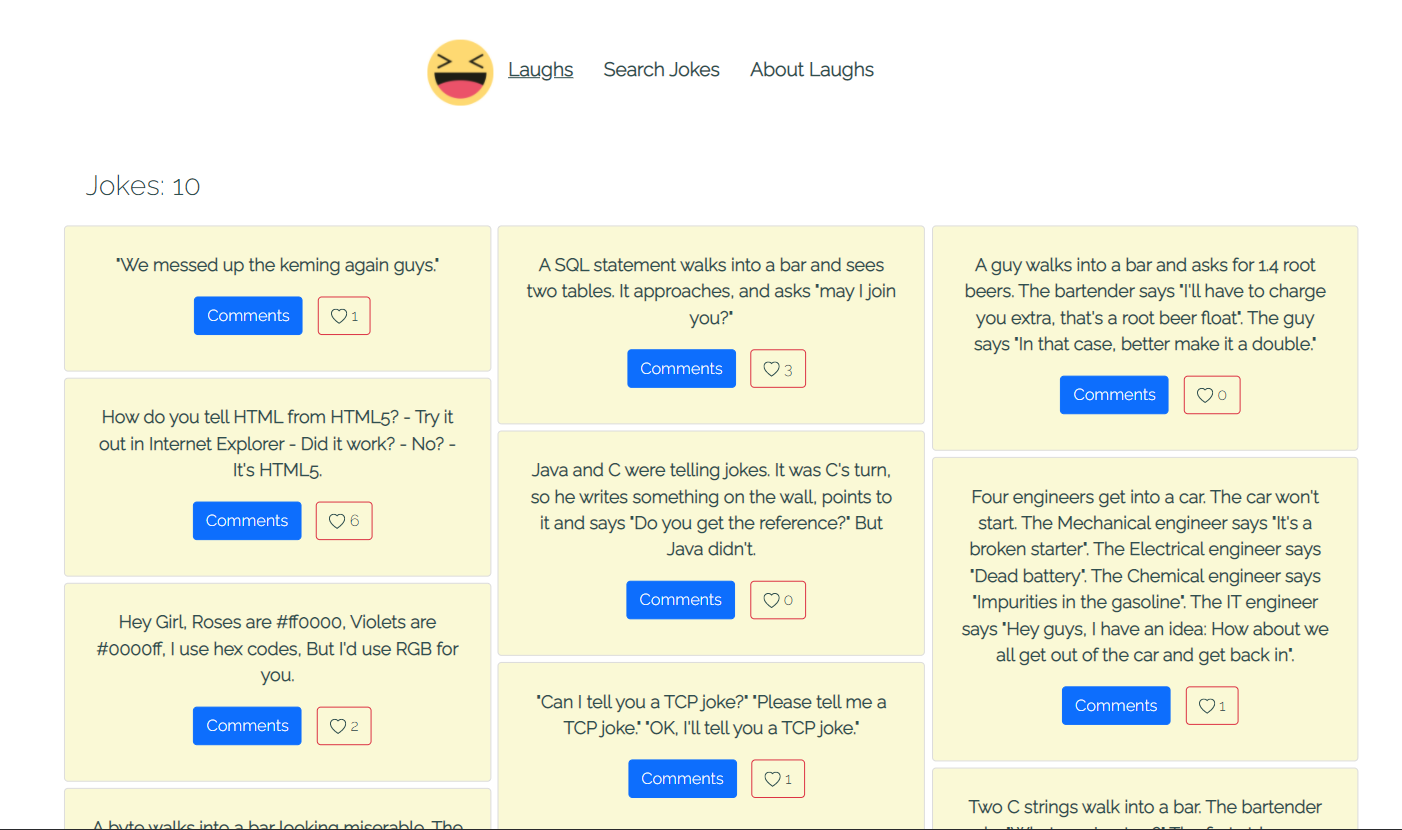 Laughs
Search Jokes
About Laughs
Jokes: 10
"We messed up the keming again guys."
Comments
1
How do you tell HTML from HTML5? - Try it
out in Internet Explorer - Did it work? - No? -
It's HTML5.
Comments
6
Hey Girl, Roses are #ff0000, Violets are
#0000ff, I use hex codes, But I'd use RGB for
you.
Comments
2
A byte walks into a bar looking miserable. The
A SQL statement walks into a bar and sees
two tables. It approaches, and asks "may I join
you?"
Comments
3
Java and C were telling jokes. It was C's turn,
so he writes something on the wall, points to
it and says "Do you get the reference?" But
Java didn't.
Comments
0
"Can I tell you a TCP joke?" "Please tell me a
TCP joke." "OK, I'll tell you a TCP joke."
Comments
1
A guy walks into a bar and asks for 1.4 root
beers. The bartender says "I'll have to charge
you extra, that's a root beer float". The guy
says "In that case, better make it a double."
Comments
0
Four engineers get into a car. The car won't
start. The Mechanical engineer says "It's a
broken starter". The Electrical engineer says
"Dead battery". The Chemical engineer says
"Impurities in the gasoline". The IT engineer
says "Hey guys, I have an idea: How about we
all get out of the car and get back in".
Comments
1
Two C strings walk into a bar. The bartender